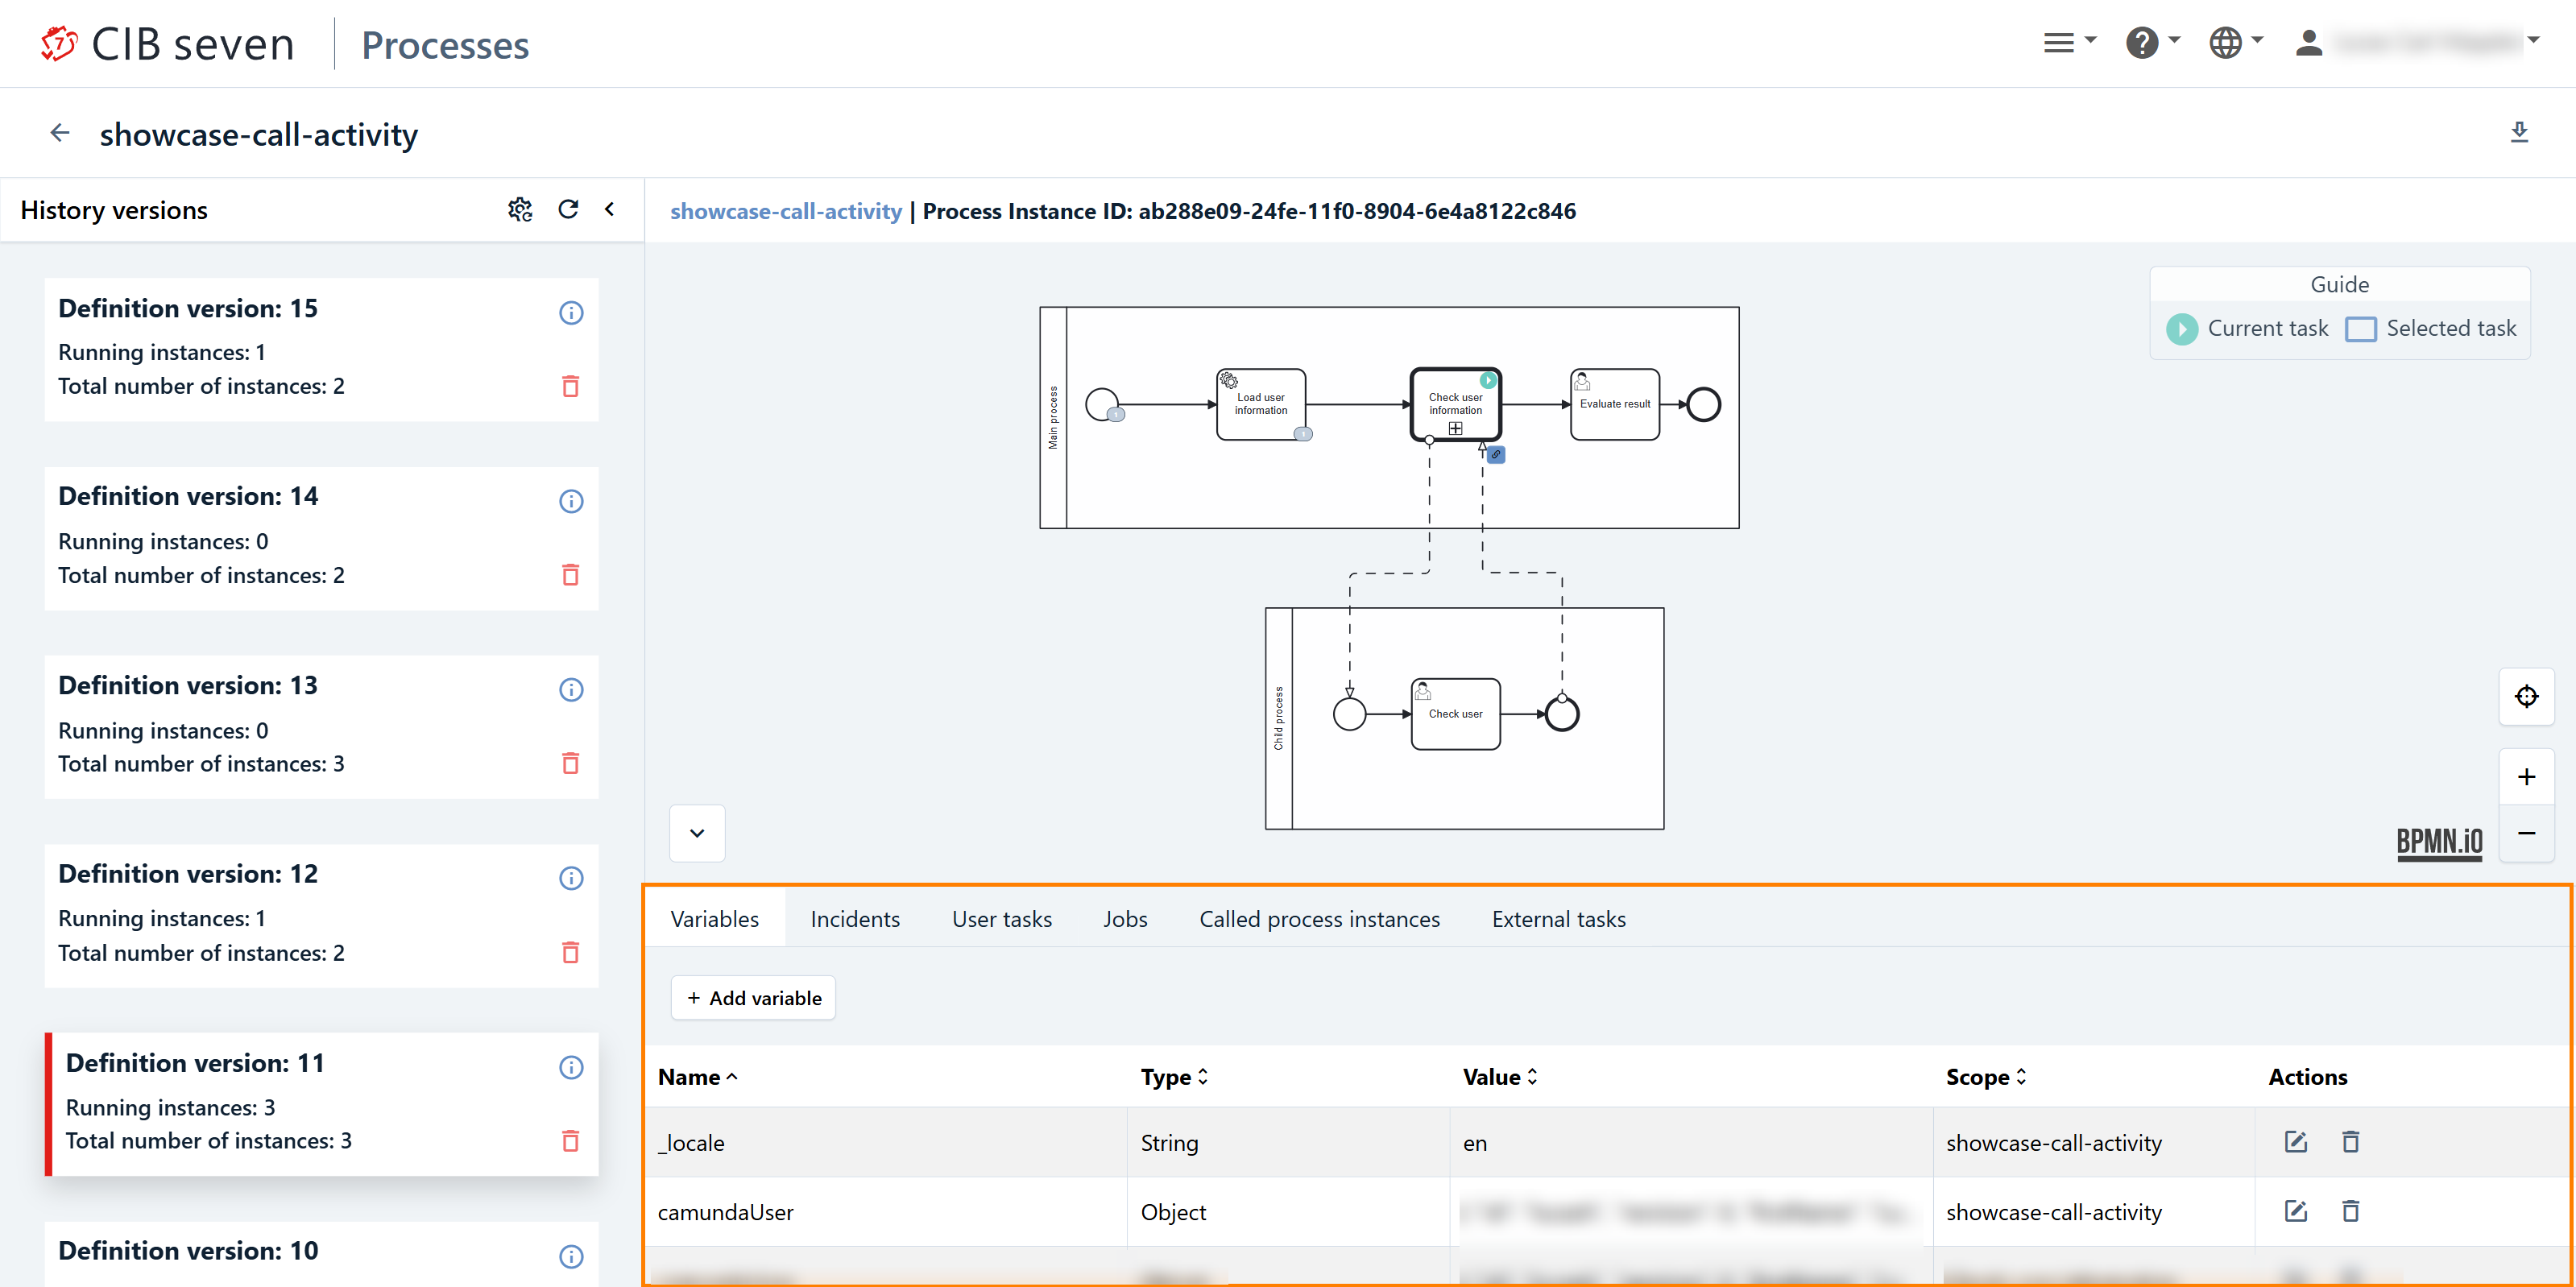 CIB seven
Processes
showcase-call-activity
History versions
Definition version: 15
Running instances: 1
Total number of instances: 2
Definition version: 14
Running instances: 0
Total number of instances: 2
Definition version: 13
Running instances: 0
Total number of instances: 3
Definition version: 12
Running instances: 1
Total number of instances: 2
Definition version: 11
Running instances: 3
Total number of instances: 3
Definition version: 10
showcase-call-activity | Process Instance ID: ab288e09-24fe-11f0-8904-6e4a8122c846
Guide
Current task
Selected task
Main process
Load user
information
Check user
information
Evaluate result
Child process
Check user
BPMN.iO
Variables
Incidents
User tasks
Jobs
Called process instances
External tasks
+ Add variable
Name
Type
Value
Scope
Actions
_locale
String
en
showcase-call-activity
camundaUser
Object
showcase-call-activity